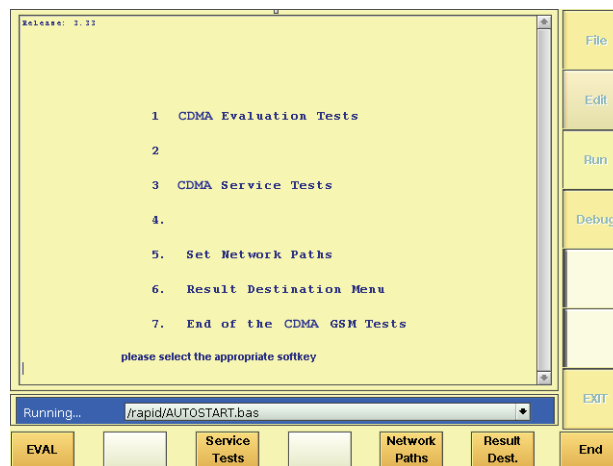 Release: 3.33
File
Edit
Run
Debug
1 CDMA Evaluation Tests
2
3 CDMA Service Tests
4.
5. Set Network Paths
6. Result Destination Menu
7. End of the CDMA GSM Tests
please select the appropriate softkey
EXIT
Running... /rapid/AUTOSTART.bas
EVAL
Service
Tests
Network
Paths
Result
Dest.
End